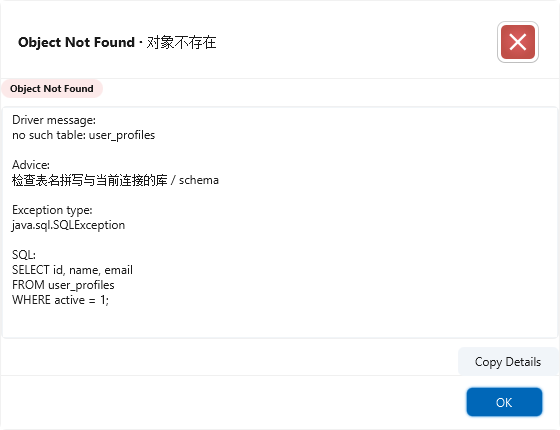 Object Not Found · 对象不存在
Object Not Found
Driver message:
no such table: user_profiles
Advice:
检查表名拼写与当前连接的库 / schema
Exception type:
java.sql.SQLException
SQL:
SELECT id, name, email
FROM user_profiles
WHERE active = 1;
Copy Details
OK